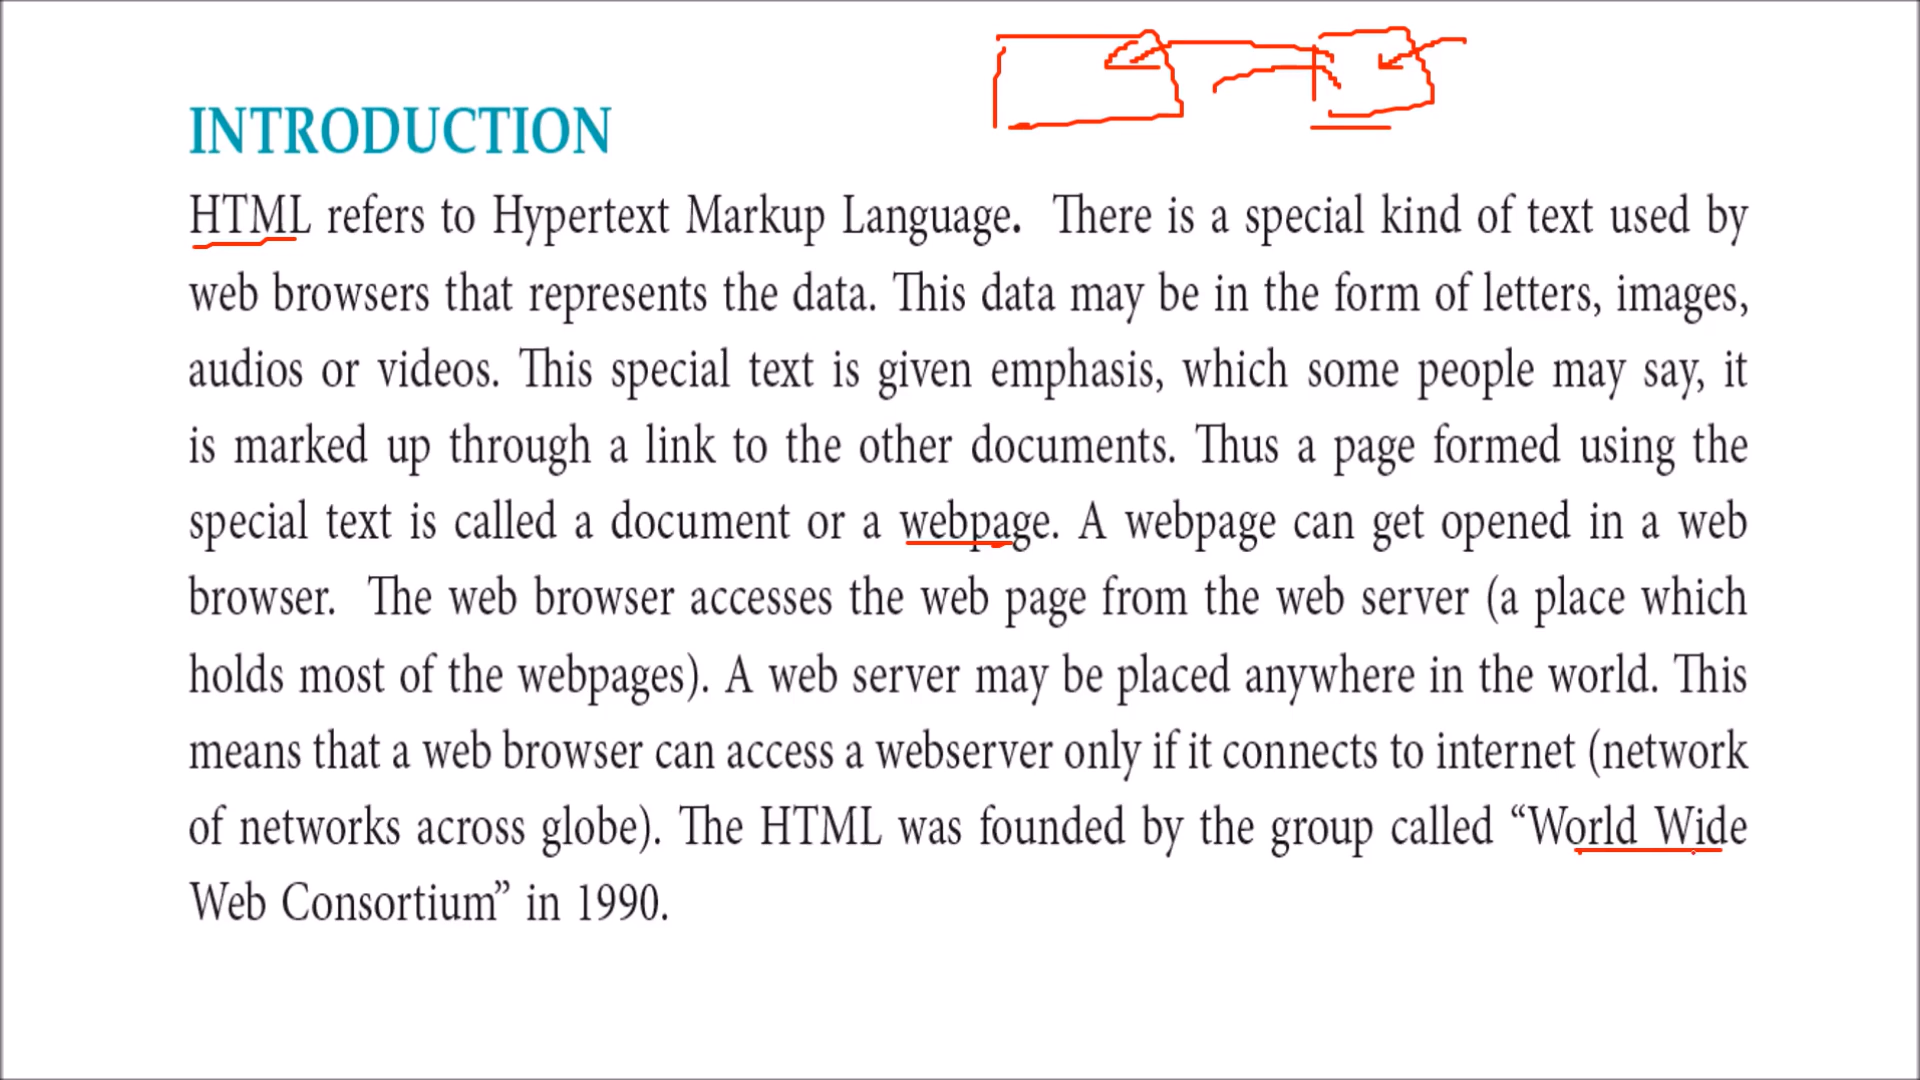 INTRODUCTION
HTML refers to Hypertext Markup Language. There is a special kind of text used by
web browsers that represents the data. This data may be in the form of letters, images,
audios or videos. This special text is given emphasis, which some people may say, it
is marked up through a link to the other documents. Thus a page formed using the
special text is called a document or a webpage. A webpage can get opened in a web
browser. The web browser accesses the web page from the web server (a place which
holds most of the webpages). A web server may be placed anywhere in the world. This
means that a web browser can access a webserver only if it connects to internet (network
of networks across globe). The HTML was founded by the group called “World Wide
Web Consortium” in 1990.